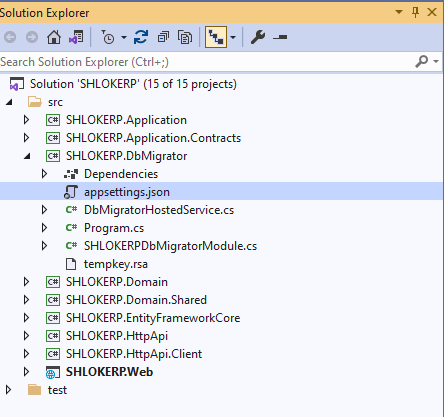 Solution Explorer
Search Solution Explorer (Ctrl+;)
Solution 'SHLOKERP' (15 of 15 projects)
src
C# SHLOKERP.Application
C# SHLOKERP.Application.Contracts
C# SHLOKERP.DbMigrator
Dependencies
appsettings.json
C# DbMigratorHostedService.cs
C# Program.cs
C# SHLOKERPDbMigratorModule.cs
tempkey.rsa
C# SHLOKERP.Domain
C# SHLOKERP.Domain.Shared
C# SHLOKERP.EntityFrameworkCore
C# SHLOKERP.HttpApi
C# SHLOKERP.HttpApi.Client
SHLOKERP.Web
test